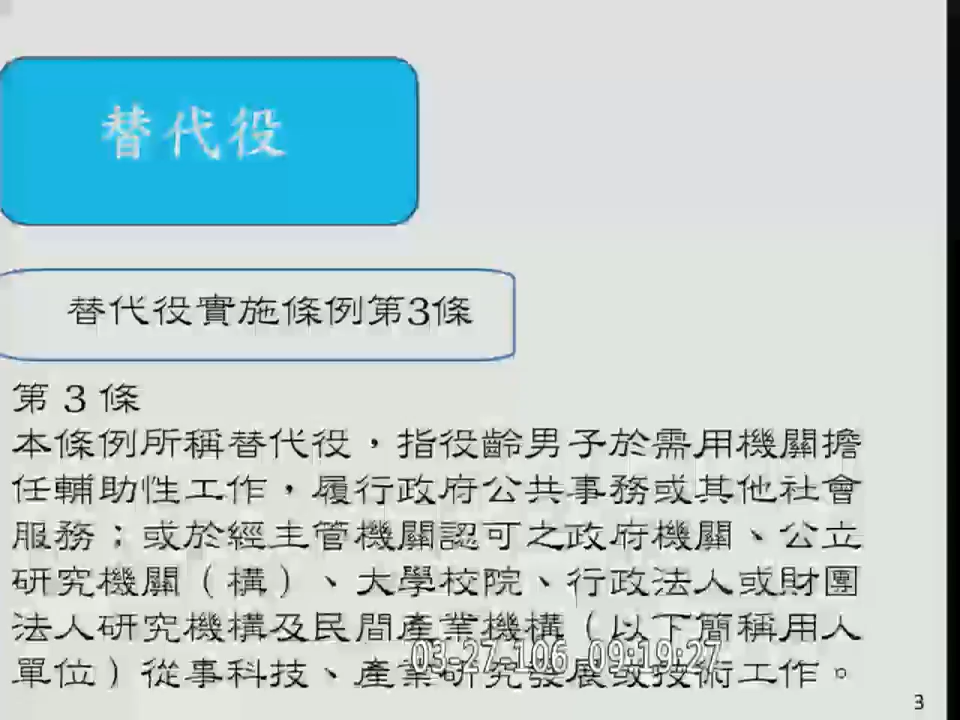 替代役
替代役實施條例第3條
第 3 條
本條例所稱替代役，指役齡男子於需用機關擔
任輔助性工作，履行政府公共事務或其他社會
服務；或於經主管機關認可之政府機關、公立
研究機關（構）、大學校院、行政法人或財團
法人研究機構及民間產業機構（以下簡稱用人
單位）從事科技、產業研究發展或技術工作。
03-27-106 09:19:27
3